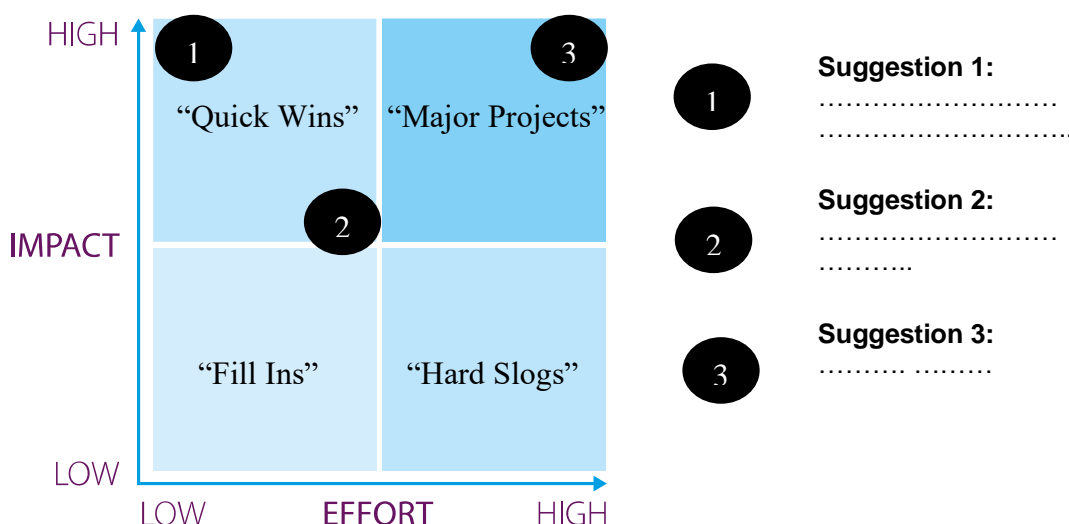 HIGH
1
3
“Quick Wins”
“Major Projects”
2
IMPACT
“Fill Ins”
“Hard Slogs”
LOW
LOW
EFFORT
HIGH
1
Suggestion 1:
………………………
………………………..
2
Suggestion 2:
………………………
………..
3
Suggestion 3:
………. ………